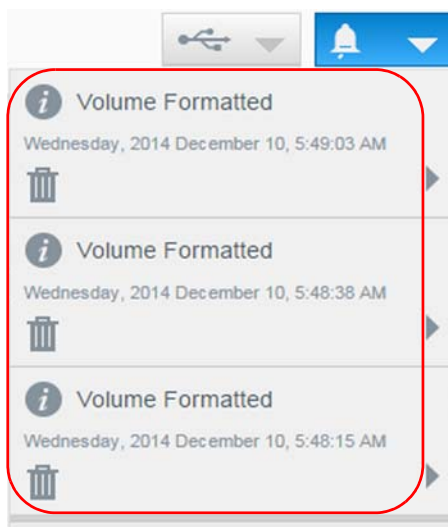 Volume Formatted
Wednesday, 2014 December 10, 5:49:03 AM
Volume Formatted
Wednesday, 2014 December 10, 5:48:38 AM
Volume Formatted
Wednesday, 2014 December 10, 5:48:15 AM